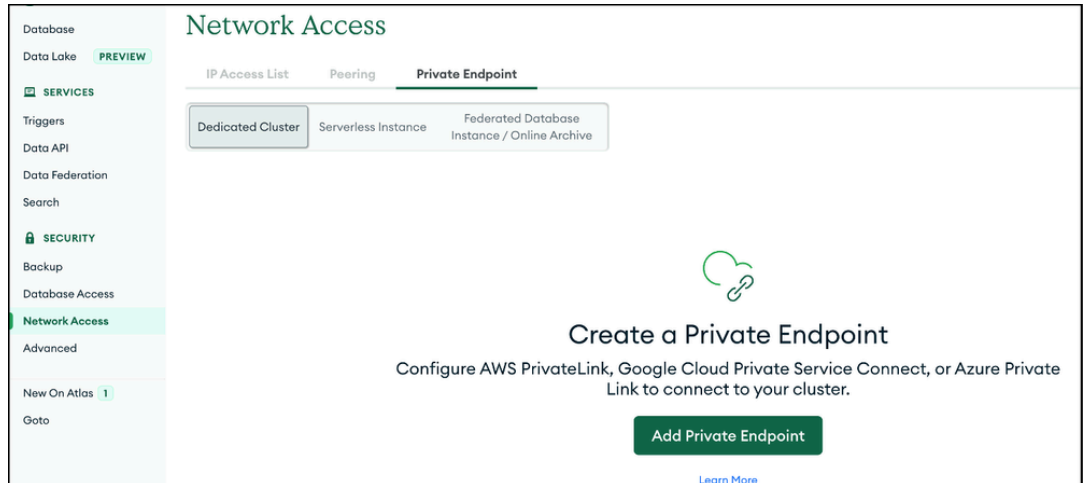 Database
Data Lake PREVIEW
SERVICES
Triggers
Data API
Data Federation
Search
SECURITY
Backup
Database Access
Network Access
Advanced
New On Atlas 1
Goto
Network Access
IP Access List Peering Private Endpoint
Dedicated Cluster Serverless Instance Federated Database
Instance / Online Archive
Create a Private Endpoint
Configure AWS PrivateLink, Google Cloud Private Service Connect, or Azure Private
Link to connect to your cluster.
Add Private Endpoint
Learn More